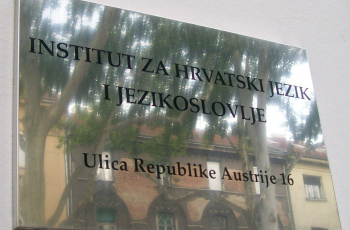 INSTITUT ZA HRVATSKI JEZIK
I JEZIKOSLOVLJE
Ulica Republike Austrije 16